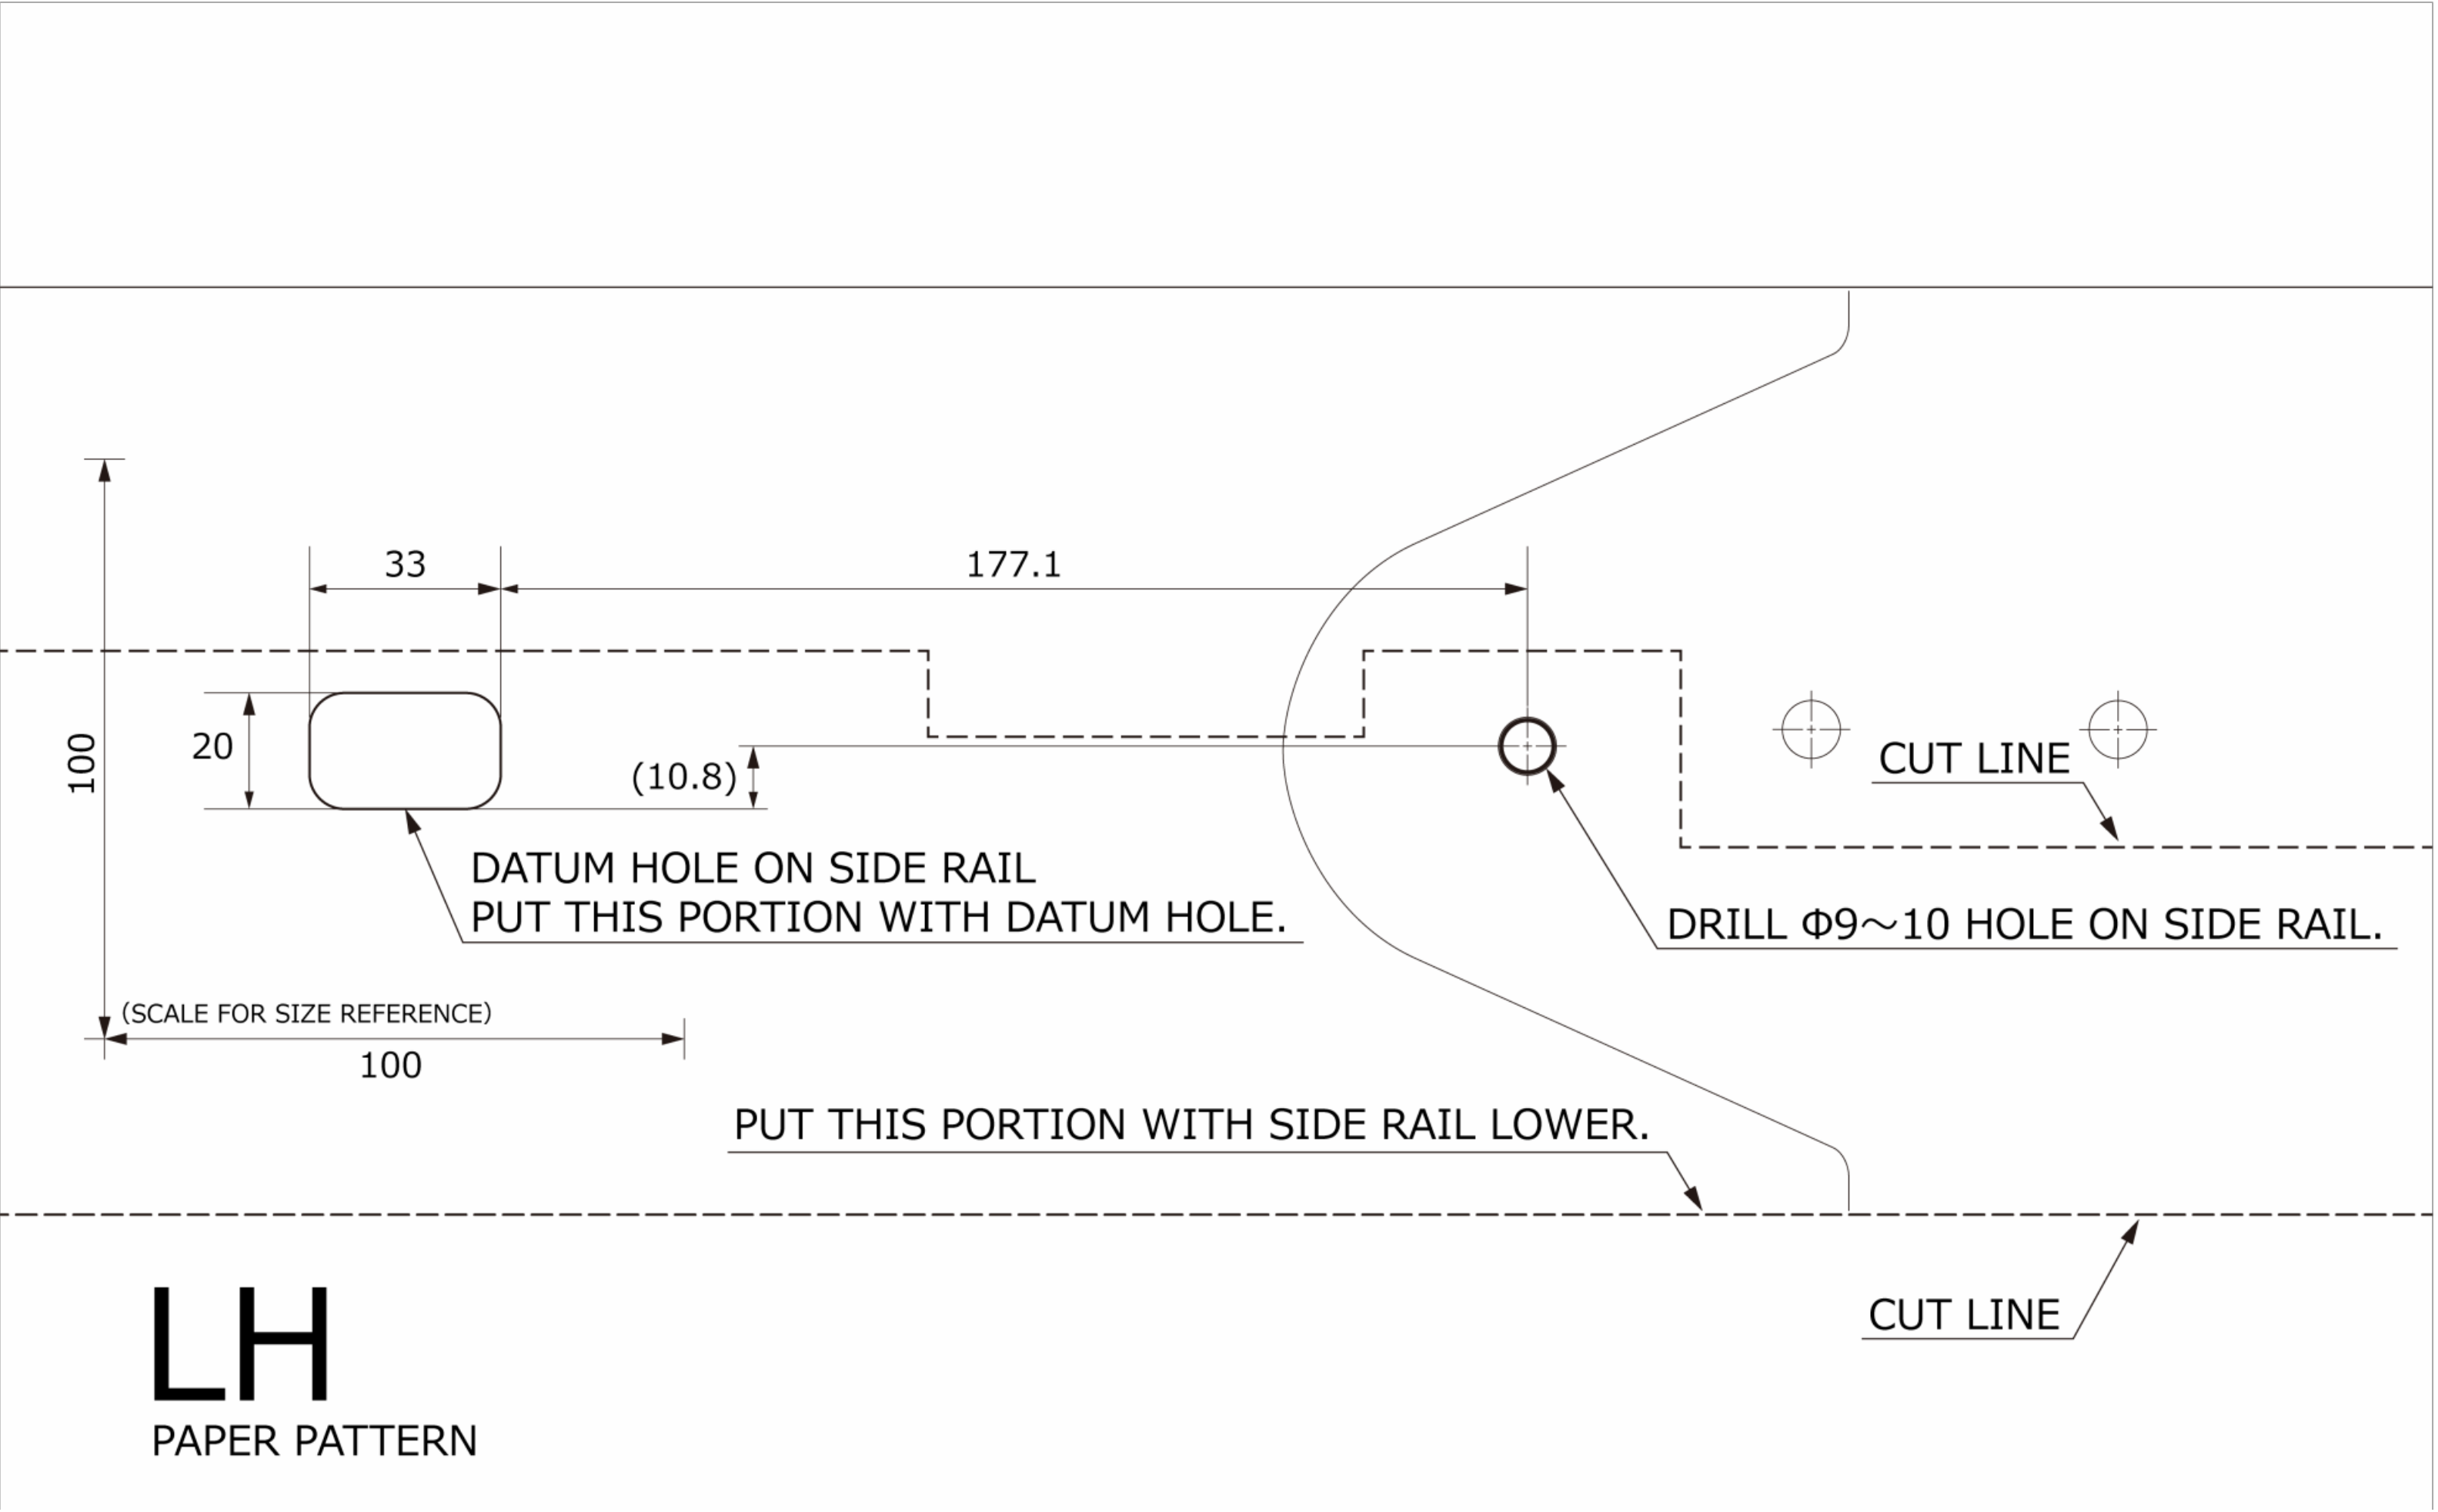 33
177.1
100
20
(10.8)
CUT LINE
DATUM HOLE ON SIDE RAIL
PUT THIS PORTION WITH DATUM HOLE.
DRILL Φ9～10 HOLE ON SIDE RAIL.
(SCALE FOR SIZE REFERENCE)
100
PUT THIS PORTION WITH SIDE RAIL LOWER.
CUT LINE
LH
PAPER PATTERN